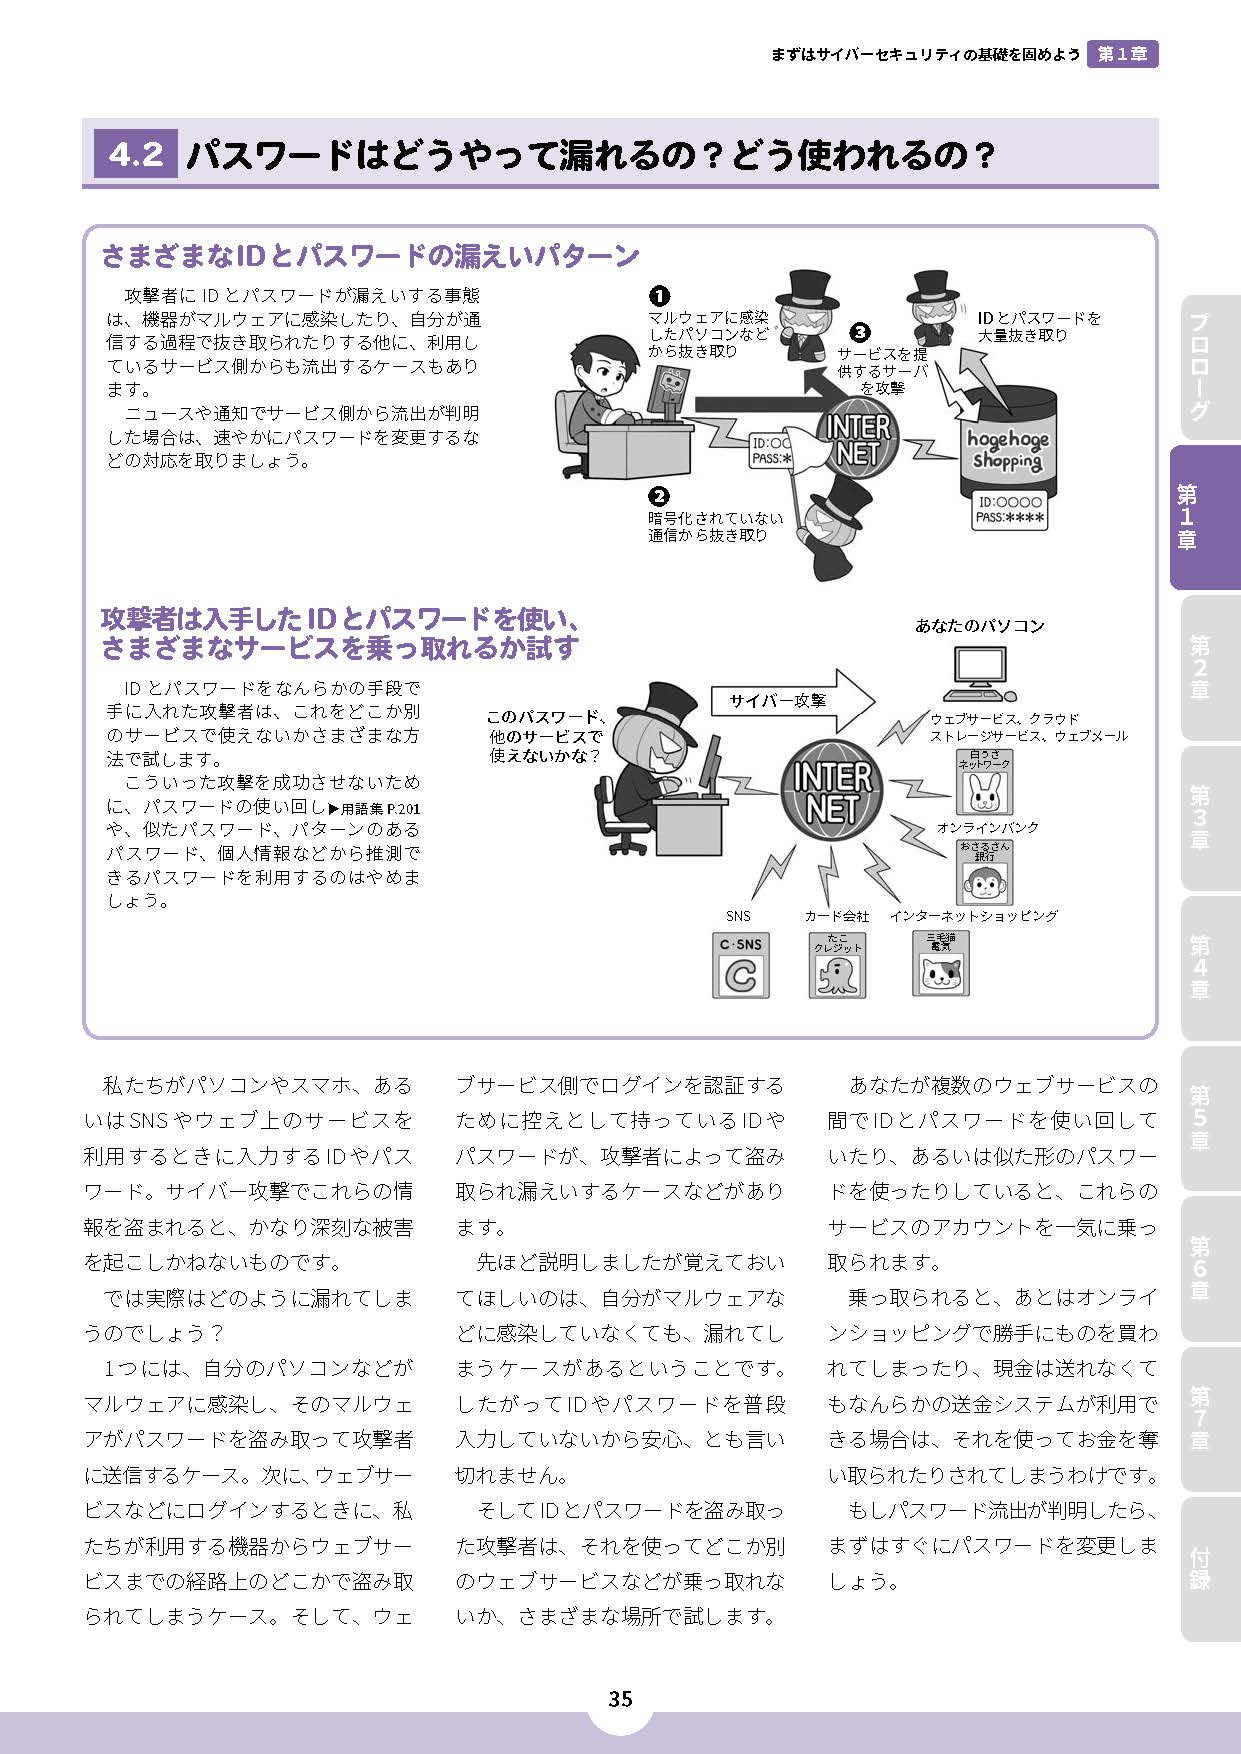 まずはサイバーセキュリティの基礎を固めよう 第1章
4.2 パスワードはどうやって漏れるの？どう使われるの？
さまざまなIDとパスワードの漏えいパターン
攻撃者にIDとパスワードが漏えいする事態
は、機器がマルウェアに感染したり、自分が通
信する過程で抜き取られたりする他に、利用し
ているサービス側からも流出するケースもあり
ます。
ニュースや通知でサービス側から流出が判明
した場合は、速やかにパスワードを変更するな
どの対応を取りましょう。
❶
マルウェアに感染
したパソコンなど
から抜き取り
❸
サービスを提
供するサーバ
を攻撃
IDとパスワードを
大量抜き取り
ID:○○
PASS:*
INTER
NET
hogehoge
shopping
ID:○○○○
PASS:****
❷
暗号化されていない
通信から抜き取り
攻撃者は入手したIDとパスワードを使い、
さまざまなサービスを乗っ取れるか試す
IDとパスワードをなんらかの手段で
手に入れた攻撃者は、これをどこか別
のサービスで使えないかさまざまな方
法で試します。
こういった攻撃を成功させないため
に、パスワードの使い回し▶用語集 P.201
や、似たパスワード、パターンのある
パスワード、個人情報などから推測で
きるパスワードを利用するのはやめま
しょう。
このパスワード、
他のサービスで
使えないかな？
サイバー攻撃
INTER
NET
あなたのパソコン
ウェブサービス、クラウド
ストレージサービス、ウェブメール
白うさ
ネットワーク
オンラインバンク
おさるさん
銀行
SNS
C・SNS
C
カード会社
たこ
クレジット
インターネットショッピング
三毛猫
電気
私たちがパソコンやスマホ、ある
いはSNSやウェブ上のサービスを
利用するときに入力するIDやパス
ワード。サイバー攻撃でこれらの情
報を盗まれると、かなり深刻な被害
を起こしかねないものです。
では実際はどのように漏れてしま
うのでしょう？
1つには、自分のパソコンなどが
マルウェアに感染し、そのマルウェ
アがパスワードを盗み取って攻撃者
に送信するケース。次に、ウェブサー
ビスなどにログインするときに、私
たちが利用する機器からウェブサー
ビスまでの経路上のどこかで盗み取
られてしまうケース。そして、ウェ
ブサービス側でログインを認証する
ために控えとして持っているIDや
パスワードが、攻撃者によって盗み
取られ漏えいするケースなどがあり
ます。
先ほど説明しましたが覚えておい
てほしいのは、自分がマルウェアな
どに感染していなくても、漏れてし
まうケースがあるということです。
したがってIDやパスワードを普段
入力していないから安心、とも言い
切れません。
そしてIDとパスワードを盗み取っ
た攻撃者は、それを使ってどこか別
のウェブサービスなどが乗っ取れな
いか、さまざまな場所で試します。
あなたが複数のウェブサービスの
間でIDとパスワードを使い回して
いたり、あるいは似た形のパスワー
ドを使ったりしていると、これらの
サービスのアカウントを一気に乗っ
取られます。
乗っ取られると、あとはオンライ
ンショッピングで勝手にものを買わ
れてしまったり、現金は送れなくて
もなんらかの送金システムが利用で
きる場合は、それを使ってお金を奪
い取られたりされてしまうわけです。
もしパスワード流出が判明したら、
まずはすぐにパスワードを変更しま
しょう。
プロローグ
第1章
第2章
第3章
第4章
第5章
第6章
第7章
付録
35